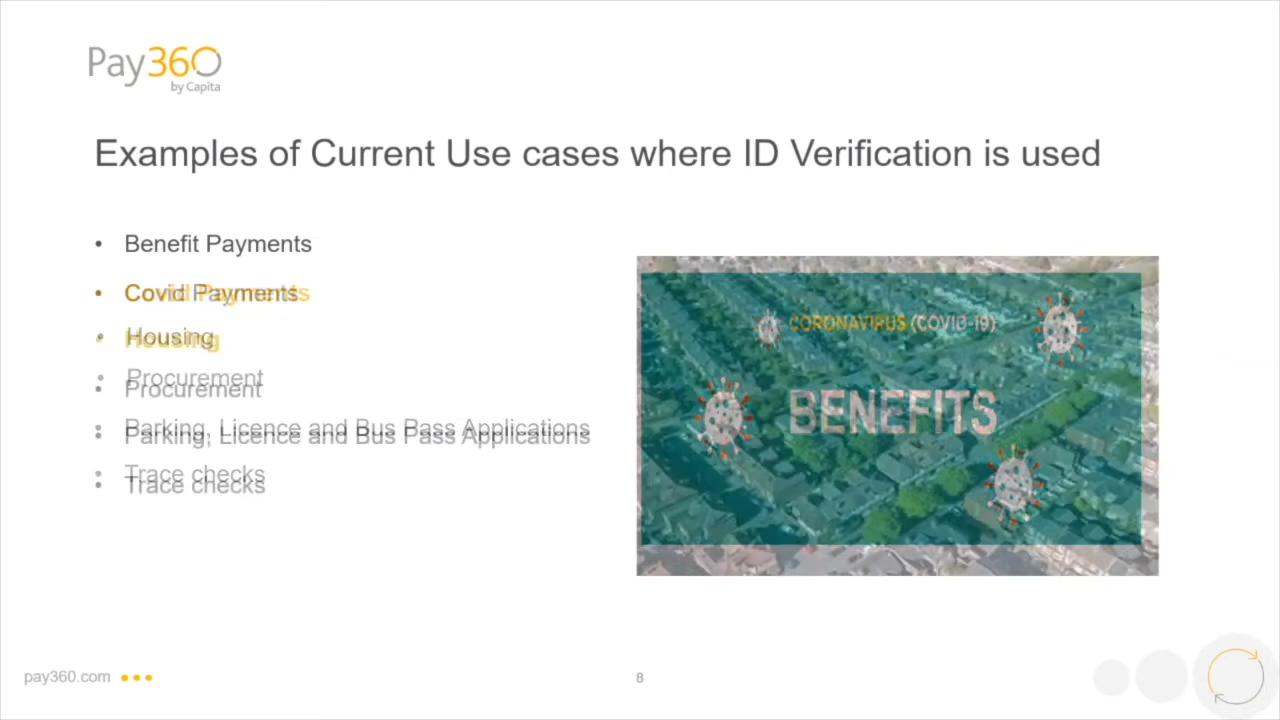 Pay360
by Capita
Examples of Current Use cases where ID Verification is used
• Benefit Payments
• Covid Payments
• Housing
• Procurement
• Parking, Licence and Bus Pass Applications
• Trace checks
CORONAVIRUS (COVID-19)
BENEFITS
pay360.com
8